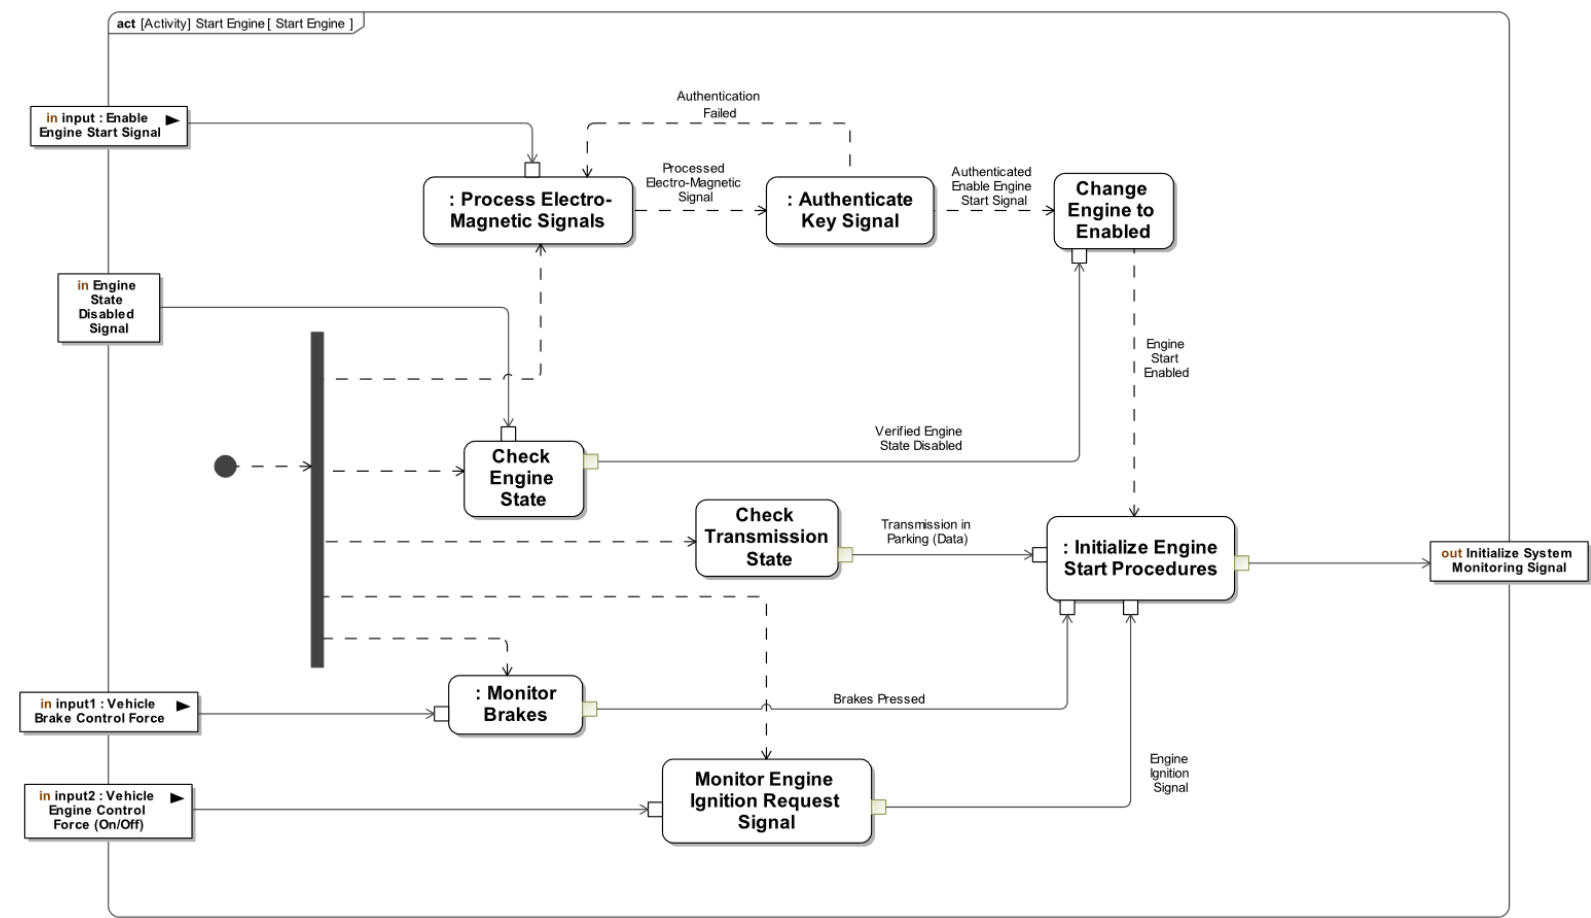 act [Activity] Start Engine [ Start Engine ]
Authentication
Failed
in input : Enable
Engine Start Signal
Processed
Electro-Magnetic
Signal
Authenticated
Enable Engine
Start Signal
: Process Electro-
Magnetic Signals
: Authenticate
Key Signal
Change
Engine to
Enabled
in Engine
State
Disabled
Signal
Engine
Start
Enabled
Verified Engine
State Disabled
Check
Engine
State
Check
Transmission
State
Transmission in
Parking (Data)
: Initialize Engine
Start Procedures
out Initialize System
Monitoring Signal
in input1 : Vehicle
Brake Control Force
: Monitor
Brakes
Brakes Pressed
in input2 : Vehicle
Engine Control
Force (On/Off)
Monitor Engine
Ignition Request
Signal
Engine
Ignition
Signal